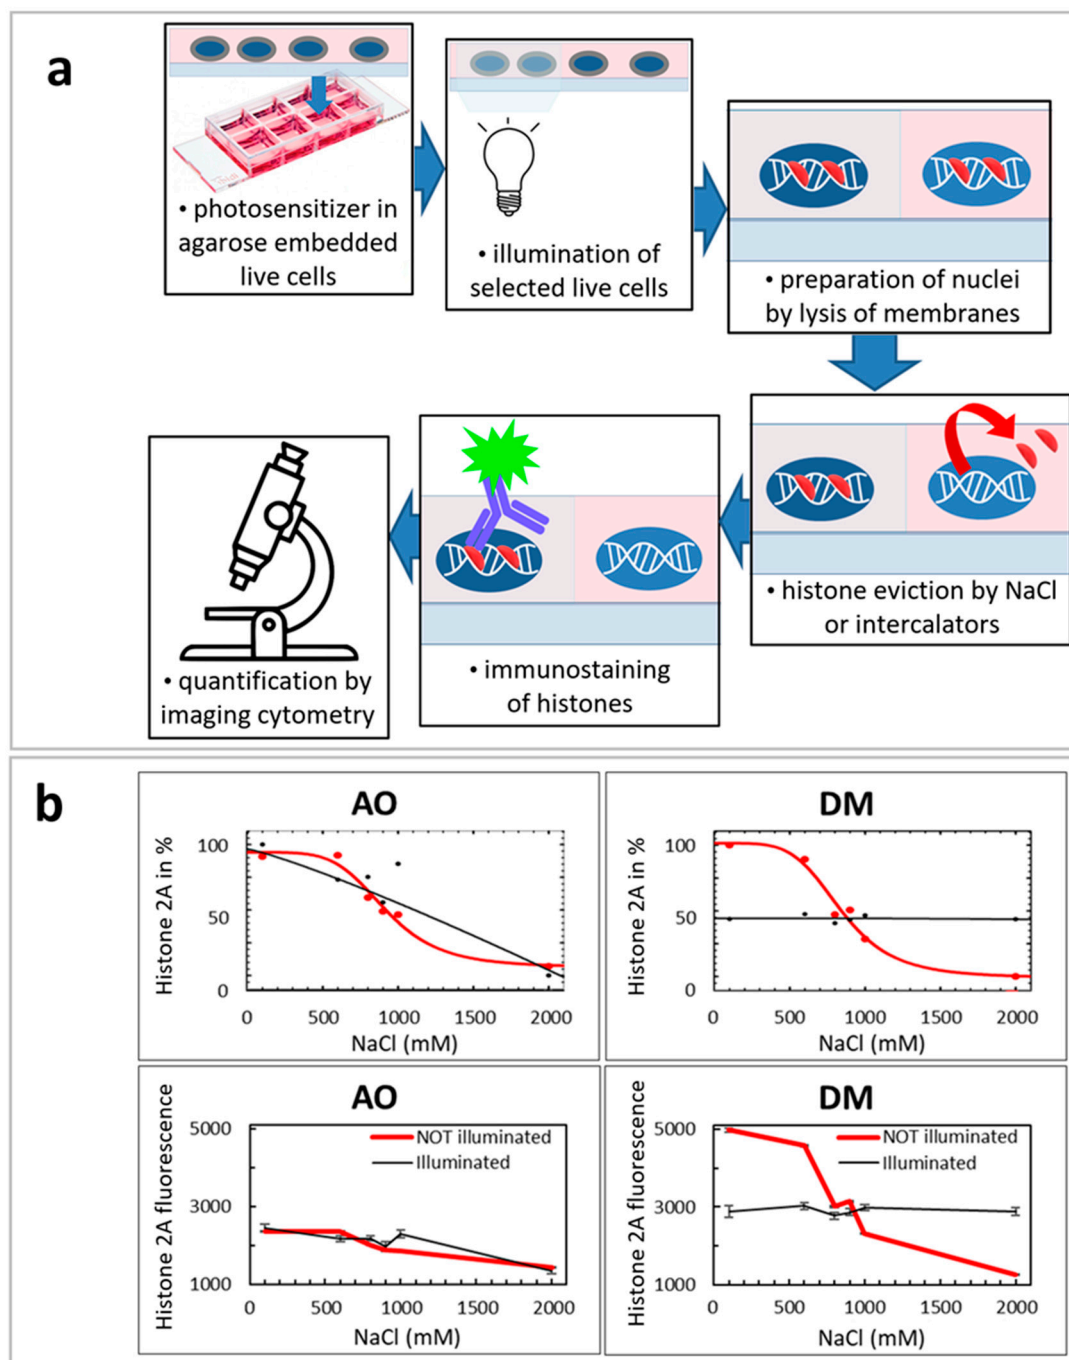 a
• photosensitizer in
agarose embedded
live cells
• illumination of
selected live cells
• preparation of nuclei
by lysis of membranes
• histone eviction by NaCl
or intercalators
• immunostaining
of histones
• quantification by
imaging cytometry
b
AO
Histone 2A in %
100
50
0
0 500 1000 1500 2000
NaCl (mM)
DM
Histone 2A in %
100
50
0
0 500 1000 1500 2000
NaCl (mM)
AO
Histone 2A fluorescence
5000
3000
1000
NOT illuminated
Illuminated
0 500 1000 1500 2000
NaCl (mM)
DM
Histone 2A fluorescence
5000
3000
1000
NOT illuminated
Illuminated
0 500 1000 1500 2000
NaCl (mM)